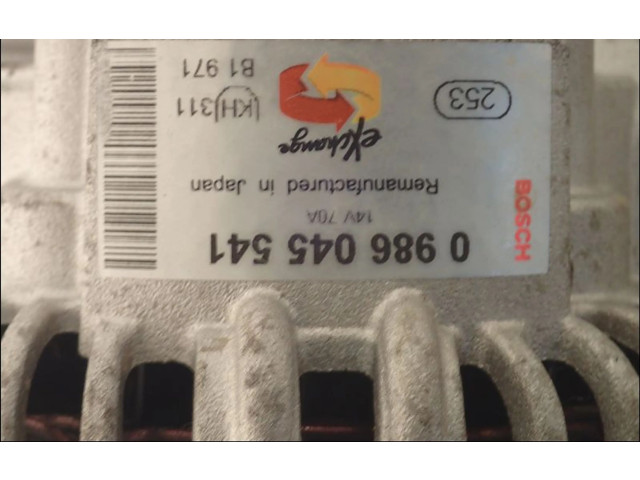 BOSCH
0 986 045 541
14V 70A
Remanufactured in Japan
eXchange
253
KH 311
B1 971